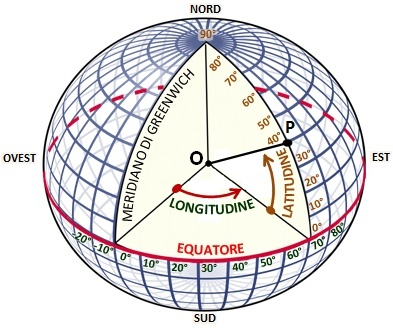 NORD
90°
80°
70°
60°
50°
40°
30°
20°
10°
0°
P
O
OVEST
EST
MERIDIANO DI GREENWICH
LATITUDINE
LONGITUDINE
EQUATORE
-20° -10° 0° 10° 20° 30° 40° 50° 60° 70° 80°
SUD